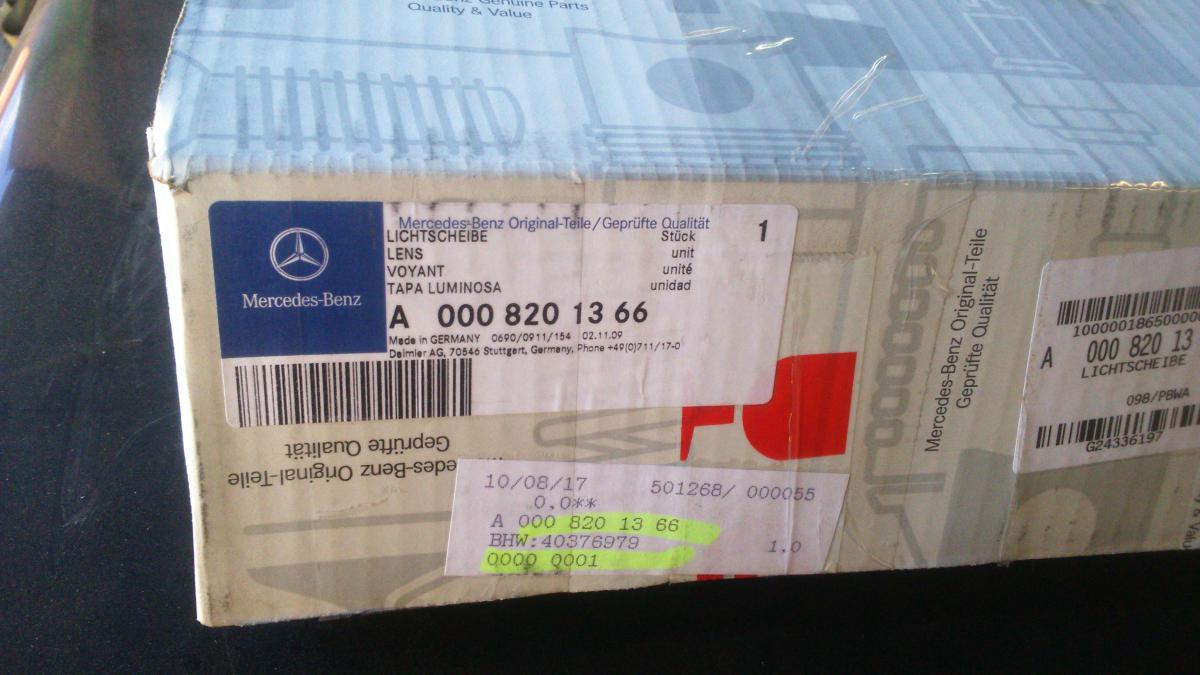 Genuine Parts
Quality & Value
Mercedes-Benz
Mercedes-Benz Original-Teile/Geprüfte Qualität
LICHTSCHEIBE Stück 1
LENS unit
VOYANT unité
TAPA LUMINOSA unidad
A 000 820 13 66
Made in GERMANY 0690/0911/154 02.11.09
Daimler AG, 70546 Stuttgart, Germany, Phone +49(0)711/17-0
Mercedes-Benz Original-Teile
Geprüfte Qualität
A 000 820 13
LICHTSCHEIBE
098/PBWA
G24336197
Original-Teile
Geprüfte Qualität
10/08/17 501268/ 000055
0,0**
A 000 820 13 66
BHW:40376979 1,0
0000 0001